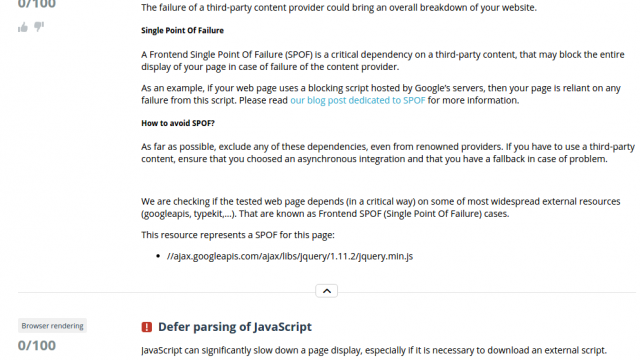 0/100
The failure of a third-party content provider could bring an overall breakdown of your website.
Single Point Of Failure
A Frontend Single Point Of Failure (SPOF) is a critical dependency on a third-party content, that may block the entire
display of your page in case of failure of the content provider.
As an example, if your web page uses a blocking script hosted by Google's servers, then your page is reliant on any
failure from this script. Please read our blog post dedicated to SPOF for more information.
How to avoid SPOF?
As far as possible, exclude any of these dependencies, even from renowned providers. If you have to use a third-party
content, ensure that you choosed an asynchronous integration and that you have a fallback in case of problem.
We are checking if the tested web page depends (in a critical way) on some of most widespread external resources
(googleapis, typekit,...). That are known as Frontend SPOF (Single Point Of Failure) cases.
This resource represents a SPOF for this page:
• //ajax.googleapis.com/ajax/libs/jquery/1.11.2/jquery.min.js
Browser rendering
0/100
Defer parsing of JavaScript
JavaScript can significantly slow down a page display, especially if it is necessary to download an external script.